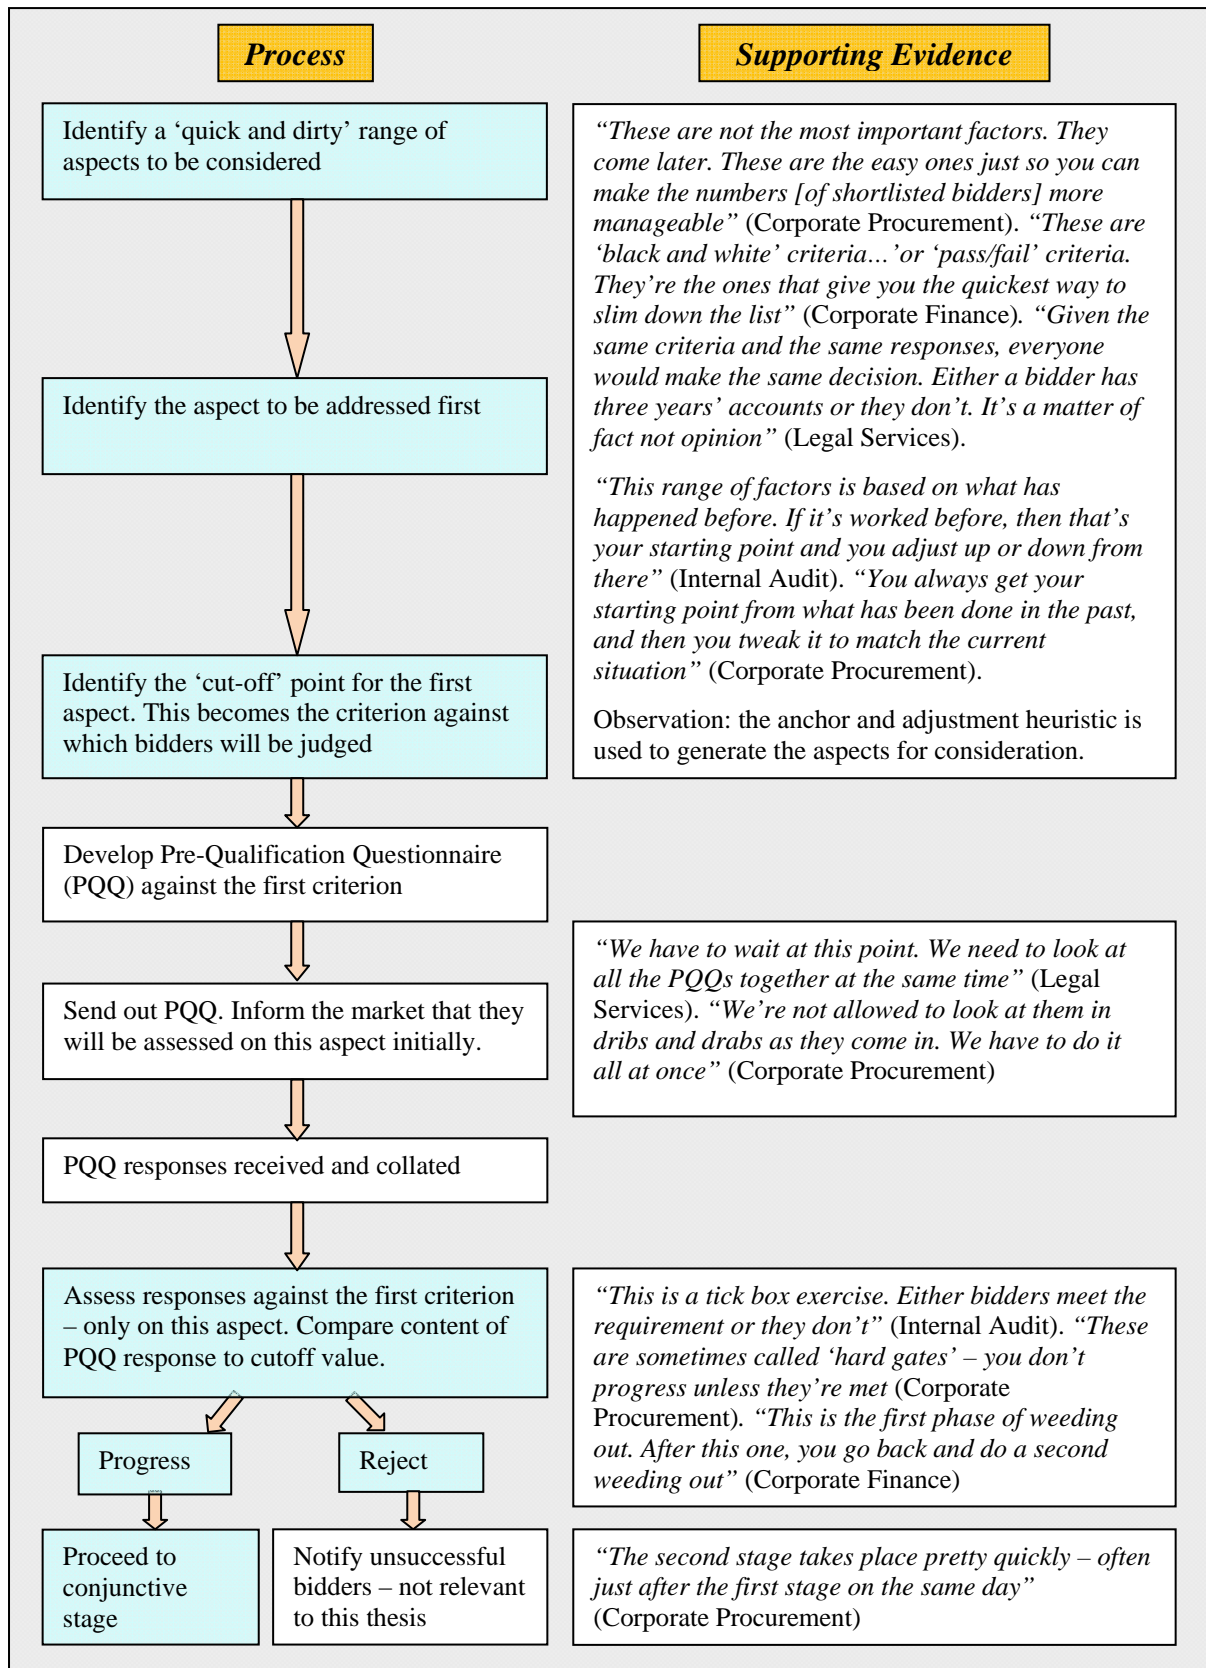 Process
Supporting Evidence
Identify a ‘quick and dirty’ range of
aspects to be considered
“These are not the most important factors. They
come later. These are the easy ones just so you can
make the numbers [of shortlisted bidders] more
manageable” (Corporate Procurement). “These are
‘black and white’ criteria…’or ‘pass/fail’ criteria.
They’re the ones that give you the quickest way to
slim down the list” (Corporate Finance). “Given the
same criteria and the same responses, everyone
would make the same decision. Either a bidder has
three years’ accounts or they don’t. It’s a matter of
fact not opinion” (Legal Services).
“This range of factors is based on what has
happened before. If it’s worked before, then that’s
your starting point and you adjust up or down from
there” (Internal Audit). “You always get your
starting point from what has been done in the past,
and then you tweak it to match the current
situation” (Corporate Procurement).
Observation: the anchor and adjustment heuristic is
used to generate the aspects for consideration.
Identify the aspect to be addressed first
Identify the ‘cut-off’ point for the first
aspect. This becomes the criterion against
which bidders will be judged
Develop Pre-Qualification Questionnaire
(PQQ) against the first criterion
Send out PQQ. Inform the market that they
will be assessed on this aspect initially.
“We have to wait at this point. We need to look at
all the PQQs together at the same time” (Legal
Services). “We’re not allowed to look at them in
dribs and drabs as they come in. We have to do it
all at once” (Corporate Procurement)
PQQ responses received and collated
Assess responses against the first criterion
– only on this aspect. Compare content of
PQQ response to cutoff value.
“This is a tick box exercise. Either bidders meet the
requirement or they don’t” (Internal Audit). “These
are sometimes called ‘hard gates’ – you don’t
progress unless they’re met (Corporate
Procurement). “This is the first phase of weeding
out. After this one, you go back and do a second
weeding out” (Corporate Finance)
Progress
Reject
Proceed to
conjunctive
stage
Notify unsuccessful
bidders – not relevant
to this thesis
“The second stage takes place pretty quickly – often
just after the first stage on the same day”
(Corporate Procurement)